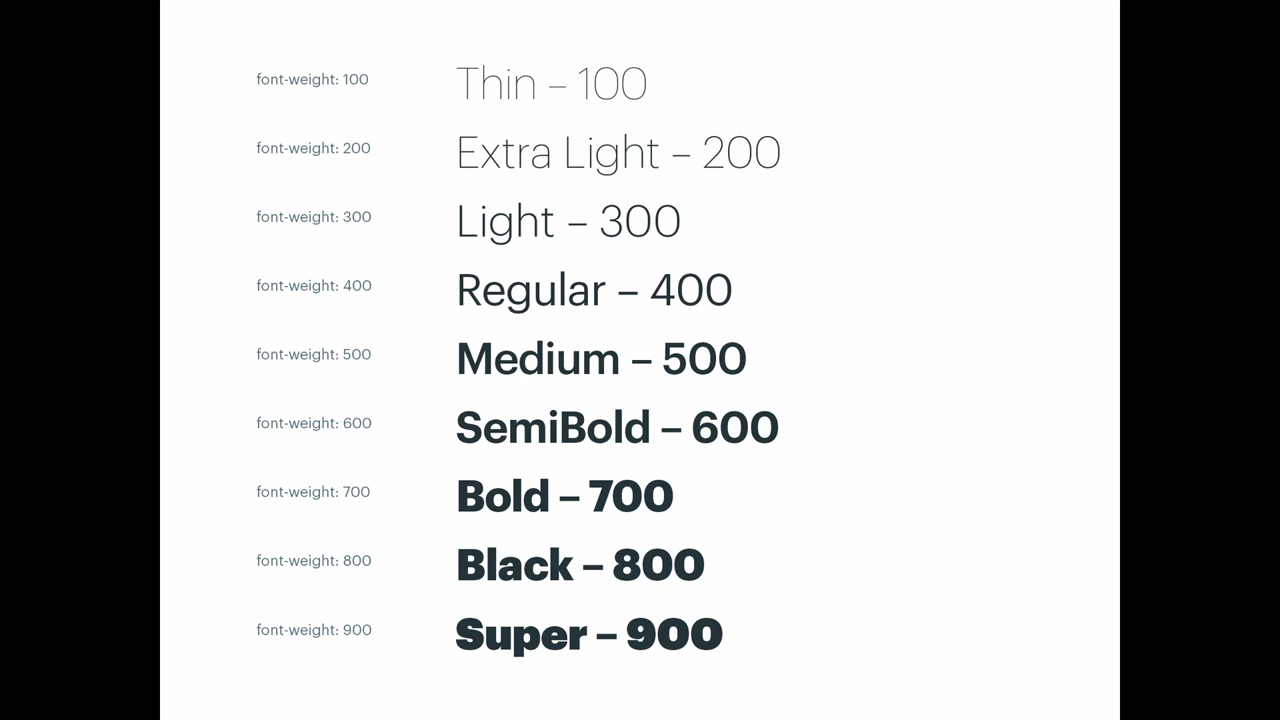 font-weight: 100 Thin – 100
font-weight: 200 Extra Light – 200
font-weight: 300 Light – 300
font-weight: 400 Regular – 400
font-weight: 500 Medium – 500
font-weight: 600 SemiBold – 600
font-weight: 700 Bold – 700
font-weight: 800 Black – 800
font-weight: 900 Super – 900